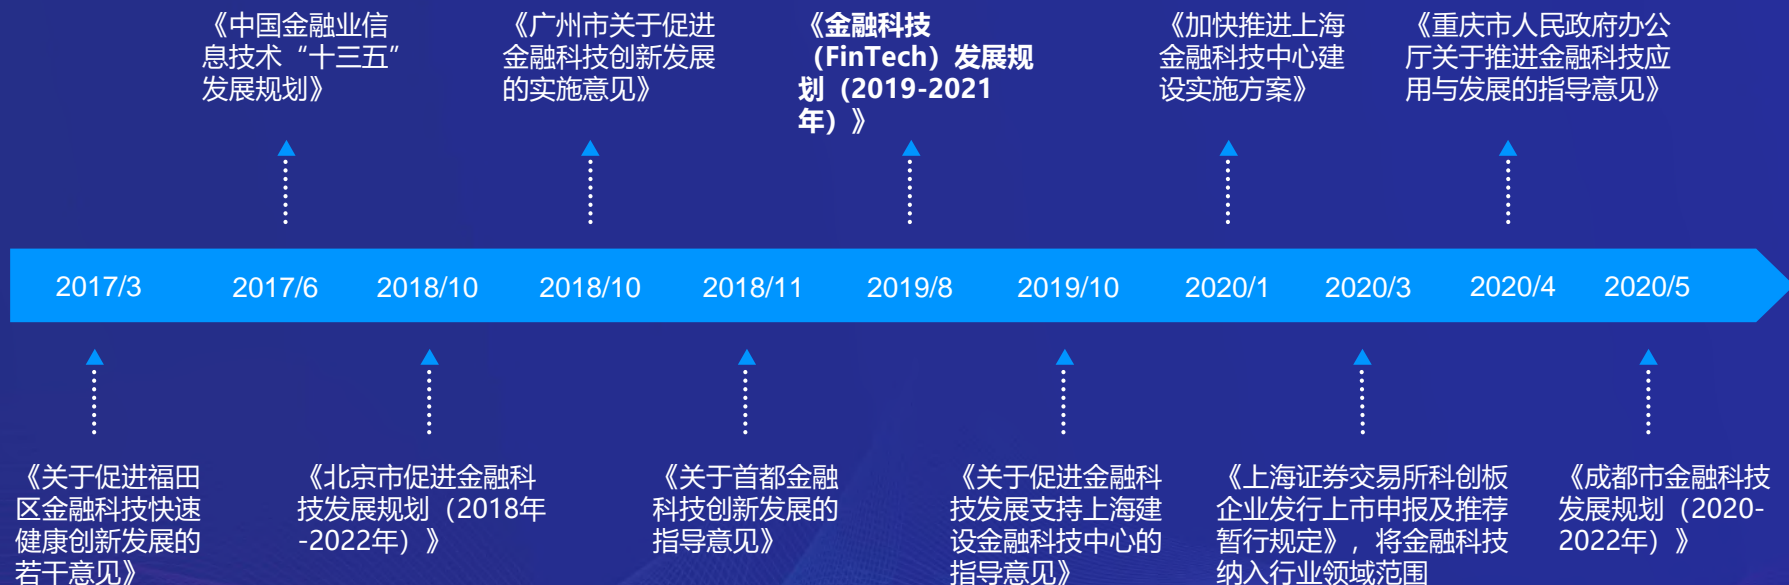 《中国金融业信
息技术“十三五”
发展规划》
《广州市关于促进
金融科技创新发展
的实施意见》
《金融科技
（FinTech）发展规
划（2019-2021
年）》
《加快推进上海
金融科技中心建
设实施方案》
《重庆市人民政府办公
厅关于推进金融科技应
用与发展的指导意见》
2017/3
2017/6
2018/10
2018/10
2018/11
2019/8
2019/10
2020/1
2020/3
2020/4
2020/5
《关于促进福田
区金融科技快速
健康创新发展的
若干意见》
《北京市促进金融科
技发展规划（2018年
-2022年）》
《关于首都金融
科技创新发展的
指导意见》
《关于促进金融科
技发展支持上海建
设金融科技中心的
指导意见》
《上海证券交易所科创板
企业发行上市申报及推荐
暂行规定》，将金融科技
纳入行业领域范围
《成都市金融科技
发展规划（2020-
2022年）》